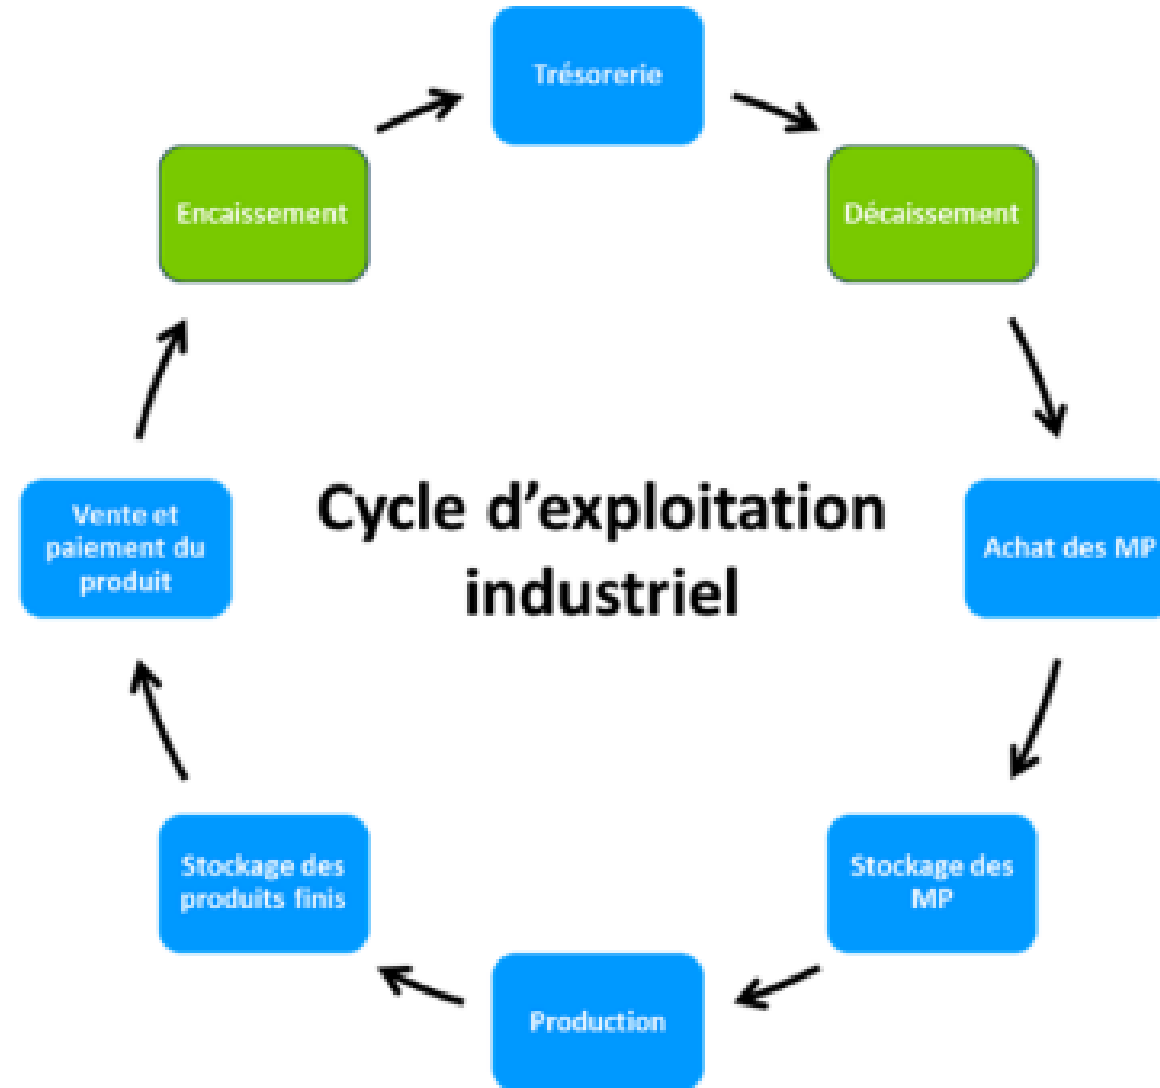 Trésorerie
Décaissement
Achat des MP
Stockage des
MP
Production
Stockage des
produits finis
Vente et
paiement du
produit
Encaissement
Cycle d’exploitation
industriel